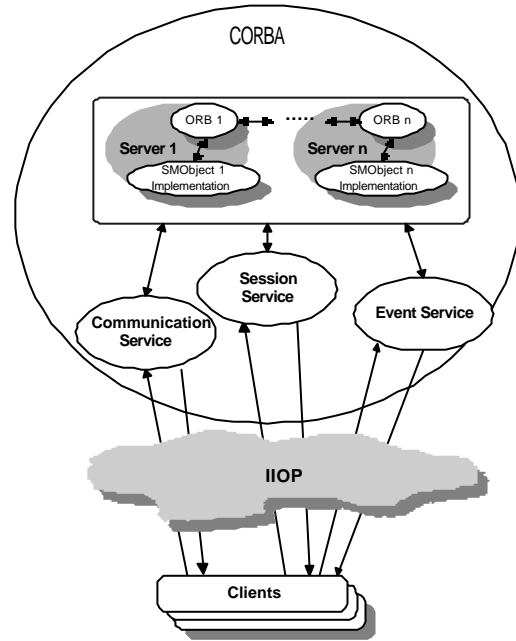 CORBA
ORB 1
.....
ORB n
Server 1
Server n
SMObject 1
Implementation
SMObject n
Implementation
Session
Service
Communication
Service
Event Service
IIOP
Clients